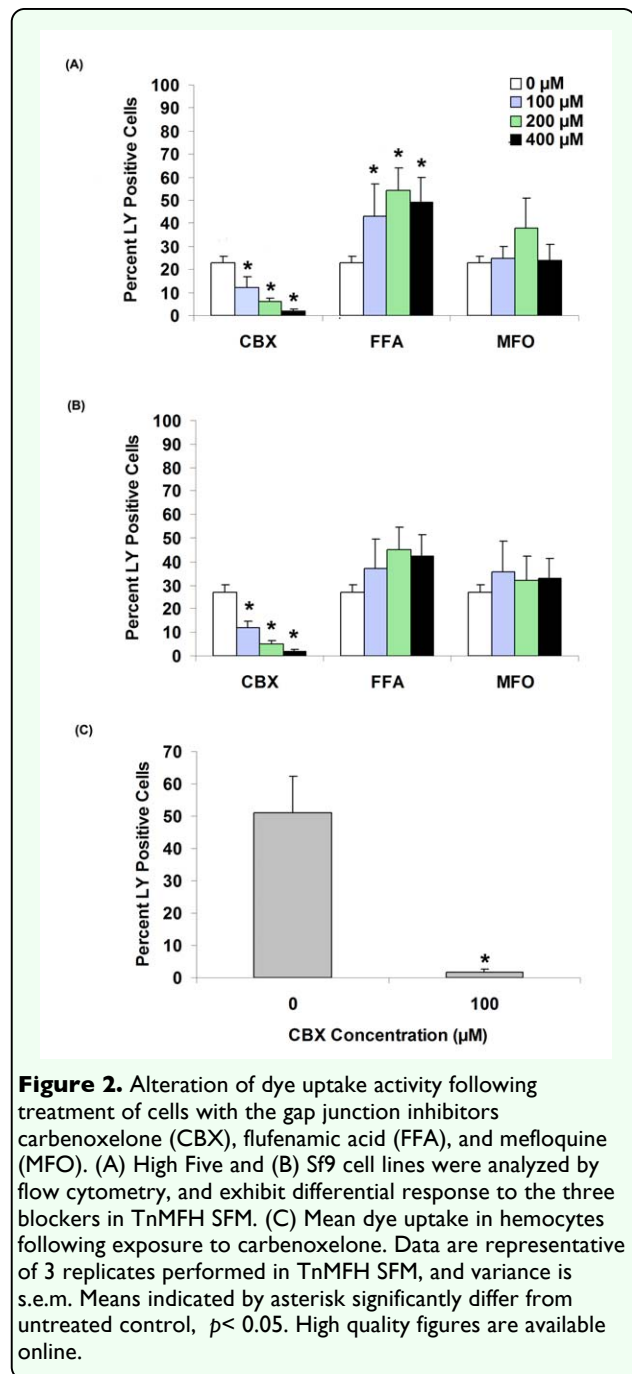 (A)
100
90
80
70
60
50
40
30
20
10
0
Percent LY Positive Cells
0 µM
100 µM
200 µM
400 µM
* * *
* * *
CBX FFA MFO
(B)
100
90
80
70
60
50
40
30
20
10
0
Percent LY Positive Cells
* * *
CBX FFA MFO
(C)
70
60
50
40
30
20
10
0
Percent LY Positive Cells
*
0 100
CBX Concentration (µM)
Figure 2. Alteration of dye uptake activity following
treatment of cells with the gap junction inhibitors
carbenoxelone (CBX), flufenamic acid (FFA), and mefloquine
(MFO). (A) High Five and (B) Sf9 cell lines were analyzed by
flow cytometry, and exhibit differential response to the three
blockers in TnMFH SFM. (C) Mean dye uptake in hemocytes
following exposure to carbenoxelone. Data are representative
of 3 replicates performed in TnMFH SFM, and variance is
s.e.m. Means indicated by asterisk significantly differ from
untreated control, p< 0.05. High quality figures are available
online.